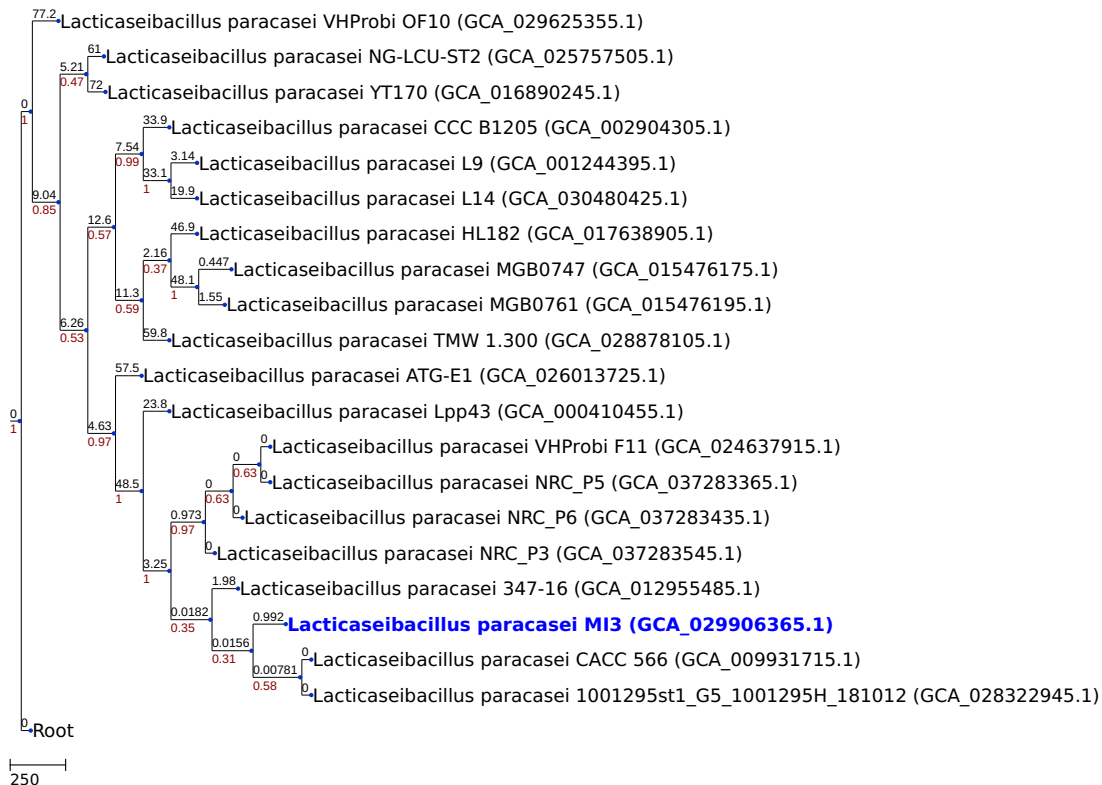 77.2 Lacticaseibacillus paracasei VHProbi OF10 (GCA_029625355.1)
61 Lacticaseibacillus paracasei NG-LCU-ST2 (GCA_025757505.1)
5.21
0.47
72 Lacticaseibacillus paracasei YT170 (GCA_016890245.1)
0
1
33.9 Lacticaseibacillus paracasei CCC B1205 (GCA_002904305.1)
7.54
0.99
3.14 Lacticaseibacillus paracasei L9 (GCA_001244395.1)
33.1
1
19.9 Lacticaseibacillus paracasei L14 (GCA_030480425.1)
9.04
0.85
12.6
0.57
46.9 Lacticaseibacillus paracasei HL182 (GCA_017638905.1)
2.16
0.37
0.447 Lacticaseibacillus paracasei MGB0747 (GCA_015476175.1)
48.1
1
11.3
0.59
1.55 Lacticaseibacillus paracasei MGB0761 (GCA_015476195.1)
6.26
0.53
59.8 Lacticaseibacillus paracasei TMW 1.300 (GCA_028878105.1)
57.5 Lacticaseibacillus paracasei ATG-E1 (GCA_026013725.1)
23.8 Lacticaseibacillus paracasei Lpp43 (GCA_000410455.1)
0
1
4.63
0.97
0 Lacticaseibacillus paracasei VHProbi F11 (GCA_024637915.1)
0
0.63
0 Lacticaseibacillus paracasei NRC_P5 (GCA_037283365.1)
48.5
1
0
0.63
0 Lacticaseibacillus paracasei NRC_P6 (GCA_037283435.1)
0.973
0.97
0 Lacticaseibacillus paracasei NRC_P3 (GCA_037283545.1)
3.25
1
1.98 Lacticaseibacillus paracasei 347-16 (GCA_012955485.1)
0.0182
0.35
0.992 Lacticaseibacillus paracasei MI3 (GCA_029906365.1)
0.0156
0.31
0 Lacticaseibacillus paracasei CACC 566 (GCA_009931715.1)
0.00781
0.58
0 Lacticaseibacillus paracasei 1001295st1_G5_1001295H_181012 (GCA_028322945.1)
0 Root
250